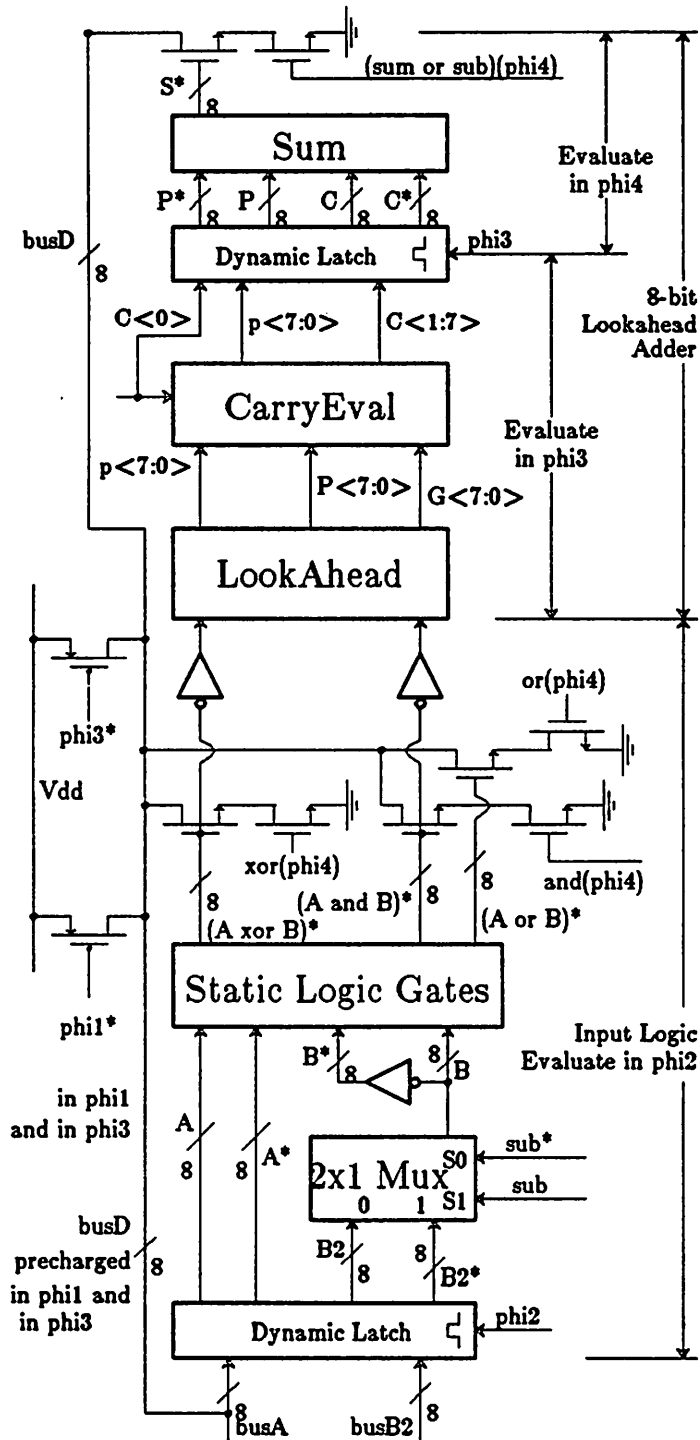 (sum or sub)(phi4)
S*
8
Sum
Evaluate
in phi4
P*
P
C
C*
8
8
8
8
busD
8
phi3
Dynamic Latch
8-bit
Lookahead
Adder
C<0>
p<7:0>
C<1:7>
CarryEval
Evaluate
in phi3
p<7:0>
P<7:0>
G<7:0>
LookAhead
or(phi4)
phi3*
Vdd
xor(phi4)
and(phi4)
8
(A and B)*
8
8
(A xor B)*
(A or B)*
Static Logic Gates
phi1*
Input Logic
Evaluate in phi2
B*
8
8
B
in phi1
and in phi3
A
8
8
A*
2x1 Mux
S0
S1
0
1
sub*
sub
busD
precharged
in phi1 and
in phi3
8
B2
8
8
B2*
Dynamic Latch
phi2
8
busA
busB2
8